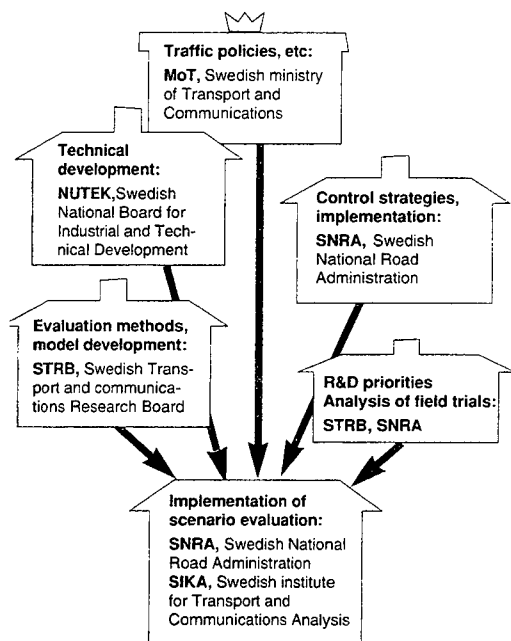 Traffic policies, etc:
MoT, Swedish ministry
of Transport and
Communications
Technical
development:
NUTEK,Swedish
National Board for
Industrial and Tech-
nical Development
Control strategies,
implementation:
SNRA, Swedish
National Road
Administration
Evaluation methods,
model development:
STRB, Swedish Trans-
port and communica-
tions Research Board
R&D priorities
Analysis of field trials:
STRB, SNRA
Implementation of
scenario evaluation:
SNRA, Swedish National
Road Administration
SIKA, Swedish institute
for Transport and
Communications Analysis